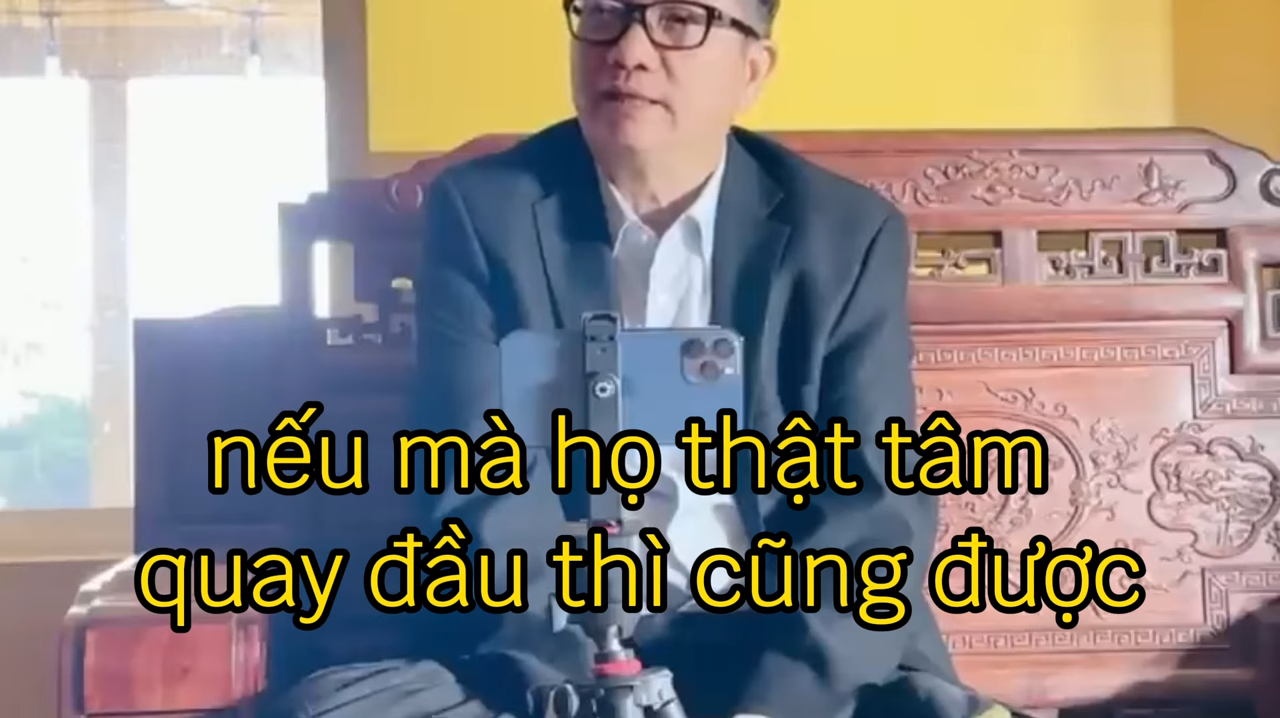 nếu mà họ thật tâm
quay đầu thì cũng được